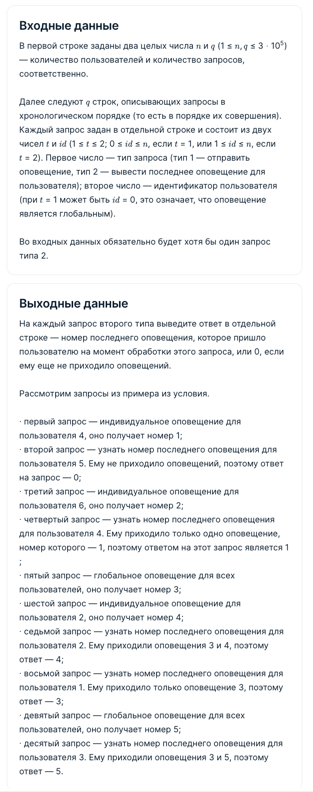 Входные данные
В первой строке заданы два целых числа n и q (1 ≤ n, q ≤ 3 · 10⁵)
— количество пользователей и количество запросов,
соответственно.
Далее следуют q строк, описывающих запросы в
хронологическом порядке (то есть в порядке их совершения).
Каждый запрос задан в отдельной строке и состоит из двух
чисел t и id (1 ≤ t ≤ 2; 0 ≤ id ≤ n, если t = 1, или 1 ≤ id ≤ n, если
t = 2). Первое число — тип запроса (тип 1 — отправить
оповещение, тип 2 — вывести последнее оповещение для
пользователя); второе число — идентификатор пользователя
(при t = 1 может быть id = 0, это означает, что оповещение
является глобальным).
Во входных данных обязательно будет хотя бы один запрос
типа 2.
Выходные данные
На каждый запрос второго типа выведите ответ в отдельной
строке — номер последнего оповещения, которое пришло
пользователю на момент обработки этого запроса, или 0, если
ему еще не приходило оповещений.
Рассмотрим запросы из примера из условия.
· первый запрос — индивидуальное оповещение для
пользователя 4, оно получает номер 1;
· второй запрос — узнать номер последнего оповещения для
пользователя 5. Ему не приходило оповещений, поэтому ответ
на запрос — 0;
· третий запрос — индивидуальное оповещение для
пользователя 6, оно получает номер 2;
· четвертый запрос — узнать номер последнего оповещения
для пользователя 4. Ему приходило только одно оповещение,
номер которого — 1, поэтому ответом на этот запрос является 1
;
· пятый запрос — глобальное оповещение для всех
пользователей, оно получает номер 3;
· шестой запрос — индивидуальное оповещение для
пользователя 2, оно получает номер 4;
· седьмой запрос — узнать номер последнего оповещения для
пользователя 2. Ему приходили оповещения 3 и 4, поэтому
ответ — 4;
· восьмой запрос — узнать номер последнего оповещения для
пользователя 1. Ему приходило только оповещение 3, поэтому
ответ — 3;
· девятый запрос — глобальное оповещение для всех
пользователей, оно получает номер 5;
· десятый запрос — узнать номер последнего оповещения для
пользователя 3. Ему приходили оповещения 3 и 5, поэтому
ответ — 5.